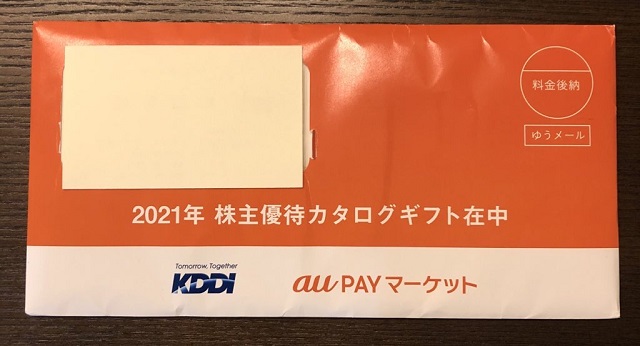 料金後納
ゆうメール
2021年 株主優待カタログギフト在中
Tomorrow, Together
KDDI
au PAY マーケット